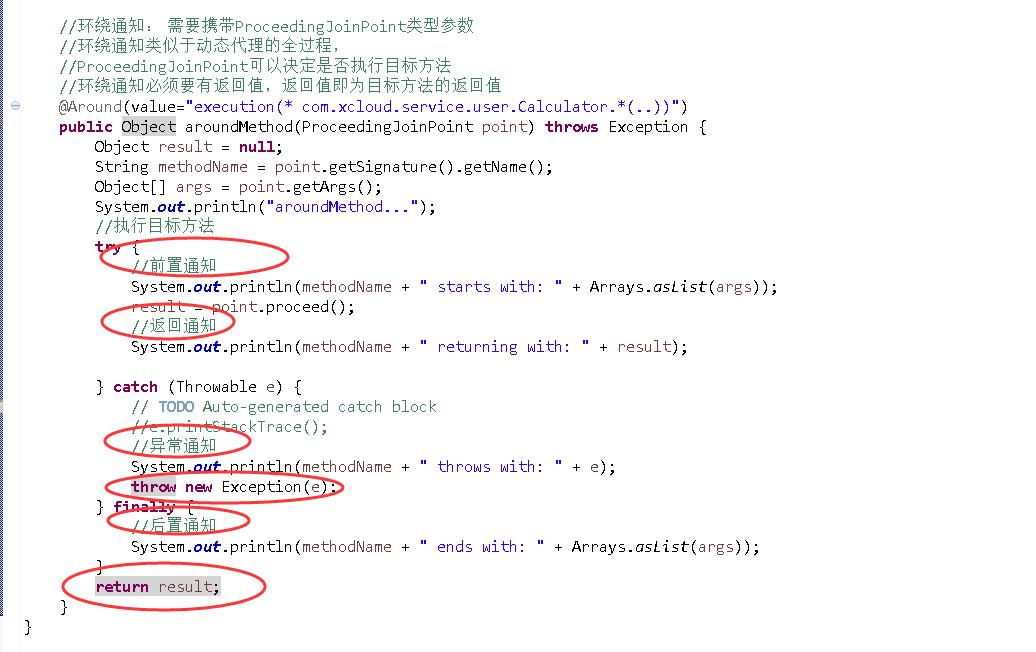 //环绕通知： 需要携带ProceedingJoinPoint类型参数
//环绕通知类似于动态代理的全过程，
//ProceedingJoinPoint可以决定是否执行目标方法
//环绕通知必须要有返回值，返回值即为目标方法的返回值
@Around(value="execution(* com.xcloud.service.user.Calculator.*(..))")
public Object aroundMethod(ProceedingJoinPoint point) throws Exception {
Object result = null;
String methodName = point.getSignature().getName();
Object[] args = point.getArgs();
System.out.println("aroundMethod...");
//执行目标方法
try {
//前置通知
System.out.println(methodName + " starts with: " + Arrays.asList(args));
result = point.proceed();
//返回通知
System.out.println(methodName + " returning with: " + result);
} catch (Throwable e) {
// TODO Auto-generated catch block
//e.printStackTrace();
//异常通知
System.out.println(methodName + " throws with: " + e);
throw new Exception(e);
} finally {
//后置通知
System.out.println(methodName + " ends with: " + Arrays.asList(args));
}
return result;
}
}